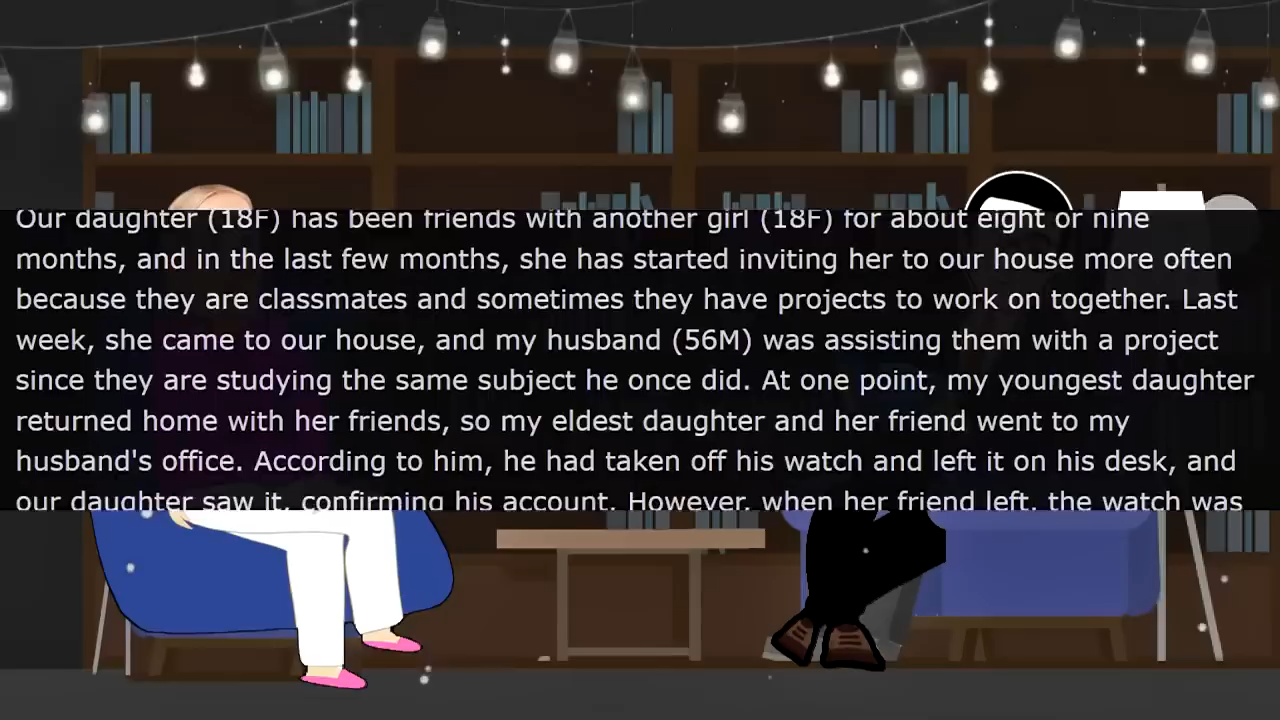 Our daughter (18F) has been friends with another girl (18F) for about eight or nine
months, and in the last few months, she has started inviting her to our house more often
because they are classmates and sometimes they have projects to work on together. Last
week, she came to our house, and my husband (56M) was assisting them with a project
since they are studying the same subject he once did. At one point, my youngest daughter
returned home with her friends, so my eldest daughter and her friend went to my
husband's office. According to him, he had taken off his watch and left it on his desk, and
our daughter saw it, confirming his account. However, when her friend left, the watch was